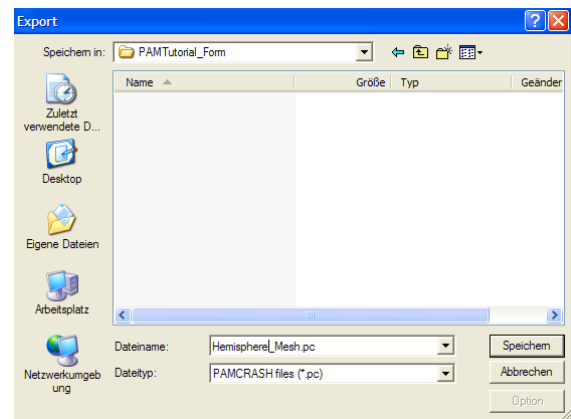 Export
Speichern in: PAMTutorial_Form
Name Größe Typ Geänder
Zuletzt
verwendete D...
Desktop
Eigene Dateien
Arbeitsplatz
Netzwerkumgeb
ung
Dateiname: Hemisphere_Mesh.pc Speichern
Dateityp: PAMCRASH files (*.pc) Abbrechen
Option